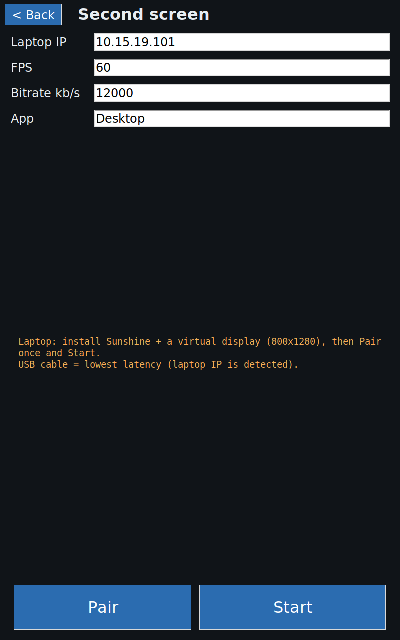 < Back Second screen
Laptop IP 10.15.19.101
FPS 60
Bitrate kb/s 12000
App Desktop
Laptop: install Sunshine + a virtual display (800x1280), then Pair
once and Start.
USB cable = lowest latency (laptop IP is detected).
Pair Start